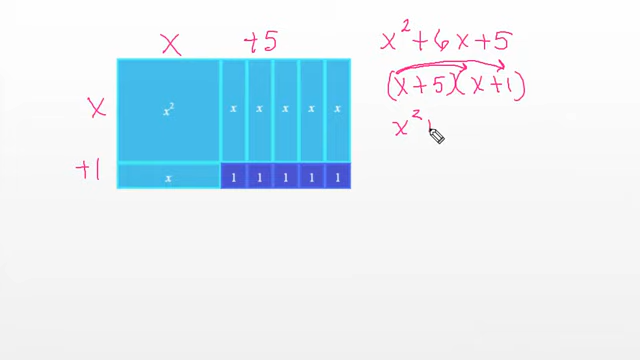 x +5
x² + 6x + 5
x x² x x x x x
(x + 5)(x + 1)
x²
+1 x 1 1 1 1 1